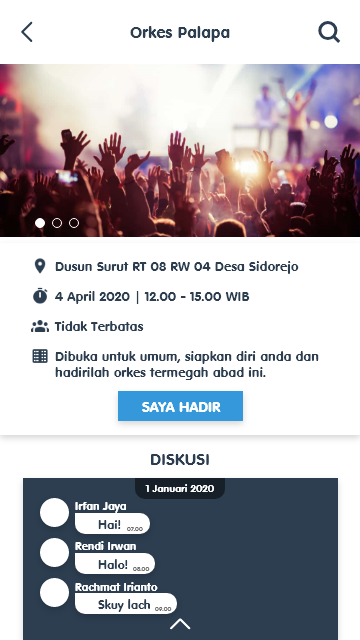 Orkes Palapa
Dusun Surut RT 08 RW 04 Desa Sidorejo
4 April 2020 | 12.00 - 15.00 WIB
Tidak Terbatas
Dibuka untuk umum, siapkan diri anda dan
hadirilah orkes termegah abad ini.
SAYA HADIR
DISKUSI
1 Januari 2020
Irfan Jaya
Hai! 07.00
Rendi Irwan
Halo! 08.00
Rachmat Irianto
Skuy lach 09.00